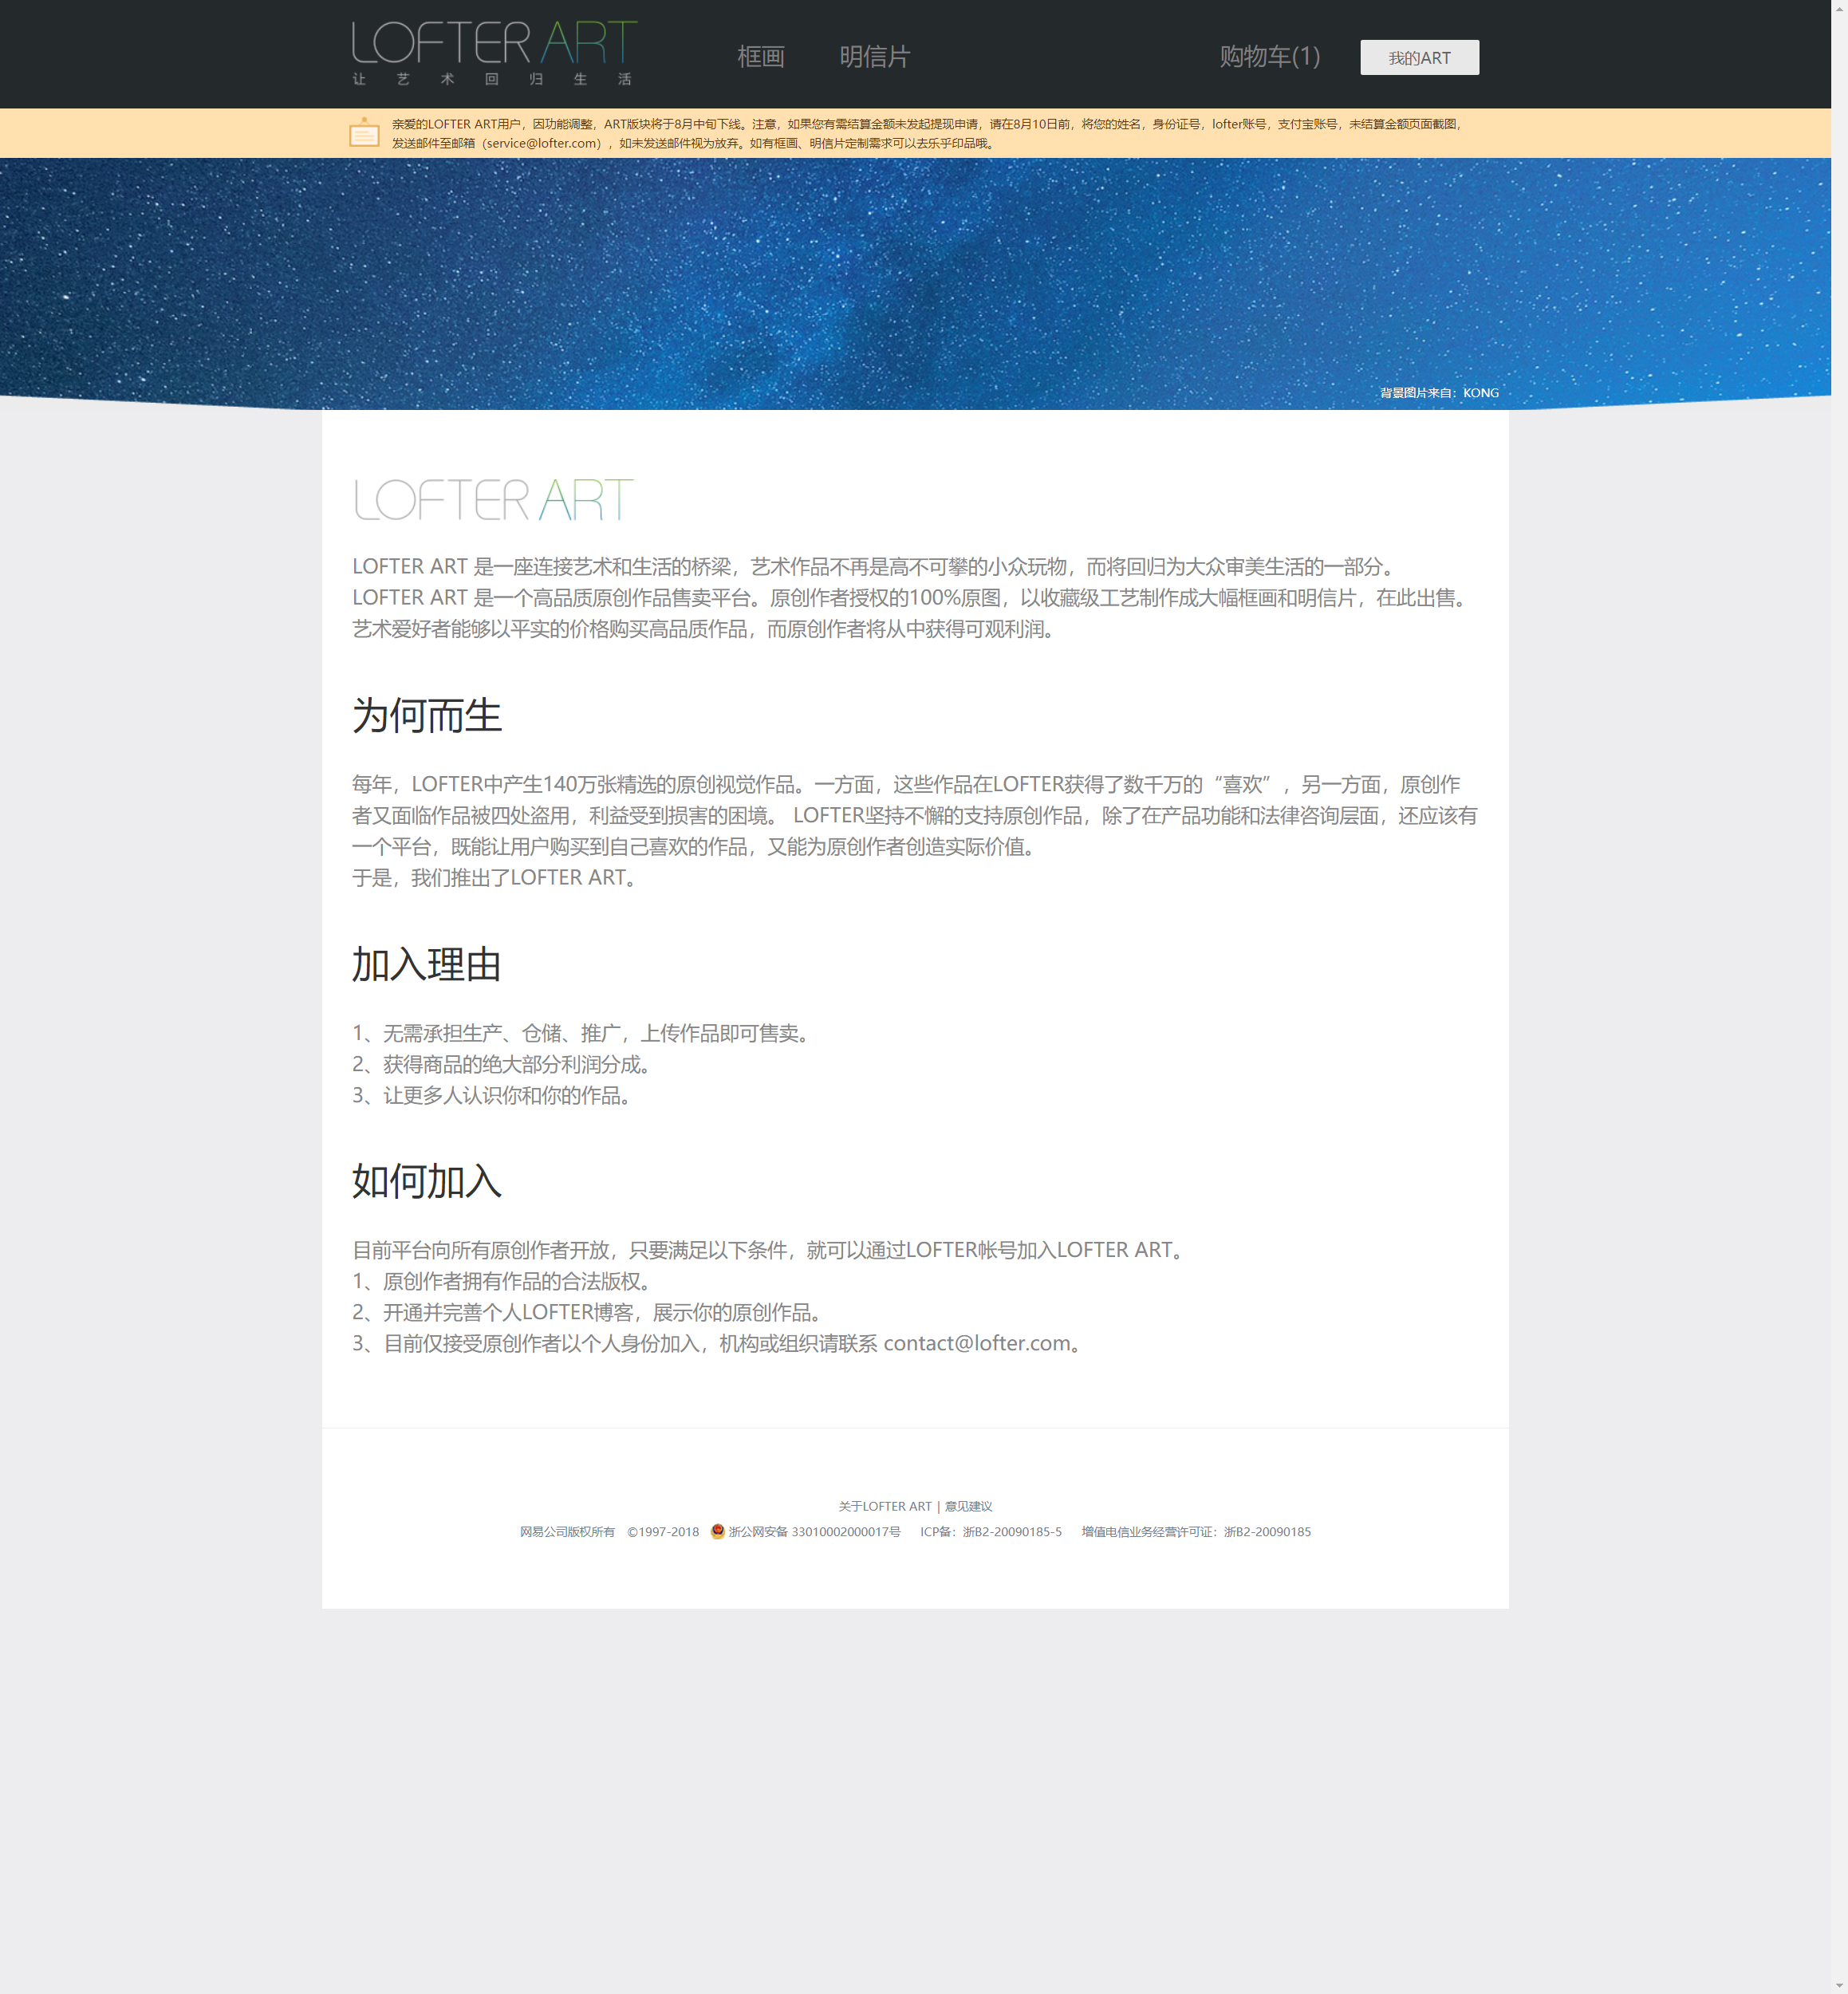 LOFTER ART
让艺术回归生活
框画
明信片
购物车(1)
我的ART
亲爱的LOFTER ART用户，因功能调整，ART版块将于8月中旬下线。注意，如果您有需结算金额未发起提现申请，请在8月10日前，将您的姓名，身份证号，lofter账号，支付宝账号，未结算金额页面截图，
发送邮件至邮箱（service@lofter.com），如未发送邮件视为放弃。如有框画、明信片定制需求可以去乐乎印品哦。
背景图片来自：KONG
LOFTER ART
LOFTER ART 是一座连接艺术和生活的桥梁，艺术作品不再是高不可攀的小众玩物，而将回归为大众审美生活的一部分。
LOFTER ART 是一个高品质原创作品售卖平台。原创作者授权的100%原图，以收藏级工艺制作成大幅框画和明信片，在此出售。
艺术爱好者能够以平实的价格购买高品质作品，而原创作者将从中获得可观利润。
为何而生
每年，LOFTER中产生140万张精选的原创视觉作品。一方面，这些作品在LOFTER获得了数千万的“喜欢”，另一方面，原创作
者又面临作品被四处盗用，利益受到损害的困境。 LOFTER坚持不懈的支持原创作品，除了在产品功能和法律咨询层面，还应该有
一个平台，既能让用户购买到自己喜欢的作品，又能为原创作者创造实际价值。
于是，我们推出了LOFTER ART。
加入理由
1、无需承担生产、仓储、推广，上传作品即可售卖。
2、获得商品的绝大部分利润分成。
3、让更多人认识你和你的作品。
如何加入
目前平台向所有原创作者开放，只要满足以下条件，就可以通过LOFTER帐号加入LOFTER ART。
1、原创作者拥有作品的合法版权。
2、开通并完善个人LOFTER博客，展示你的原创作品。
3、目前仅接受原创作者以个人身份加入，机构或组织请联系 contact@lofter.com。
关于LOFTER ART | 意见建议
网易公司版权所有 ©1997-2018 浙公网安备 33010002000017号 ICP备：浙B2-20090185-5 增值电信业务经营许可证：浙B2-20090185